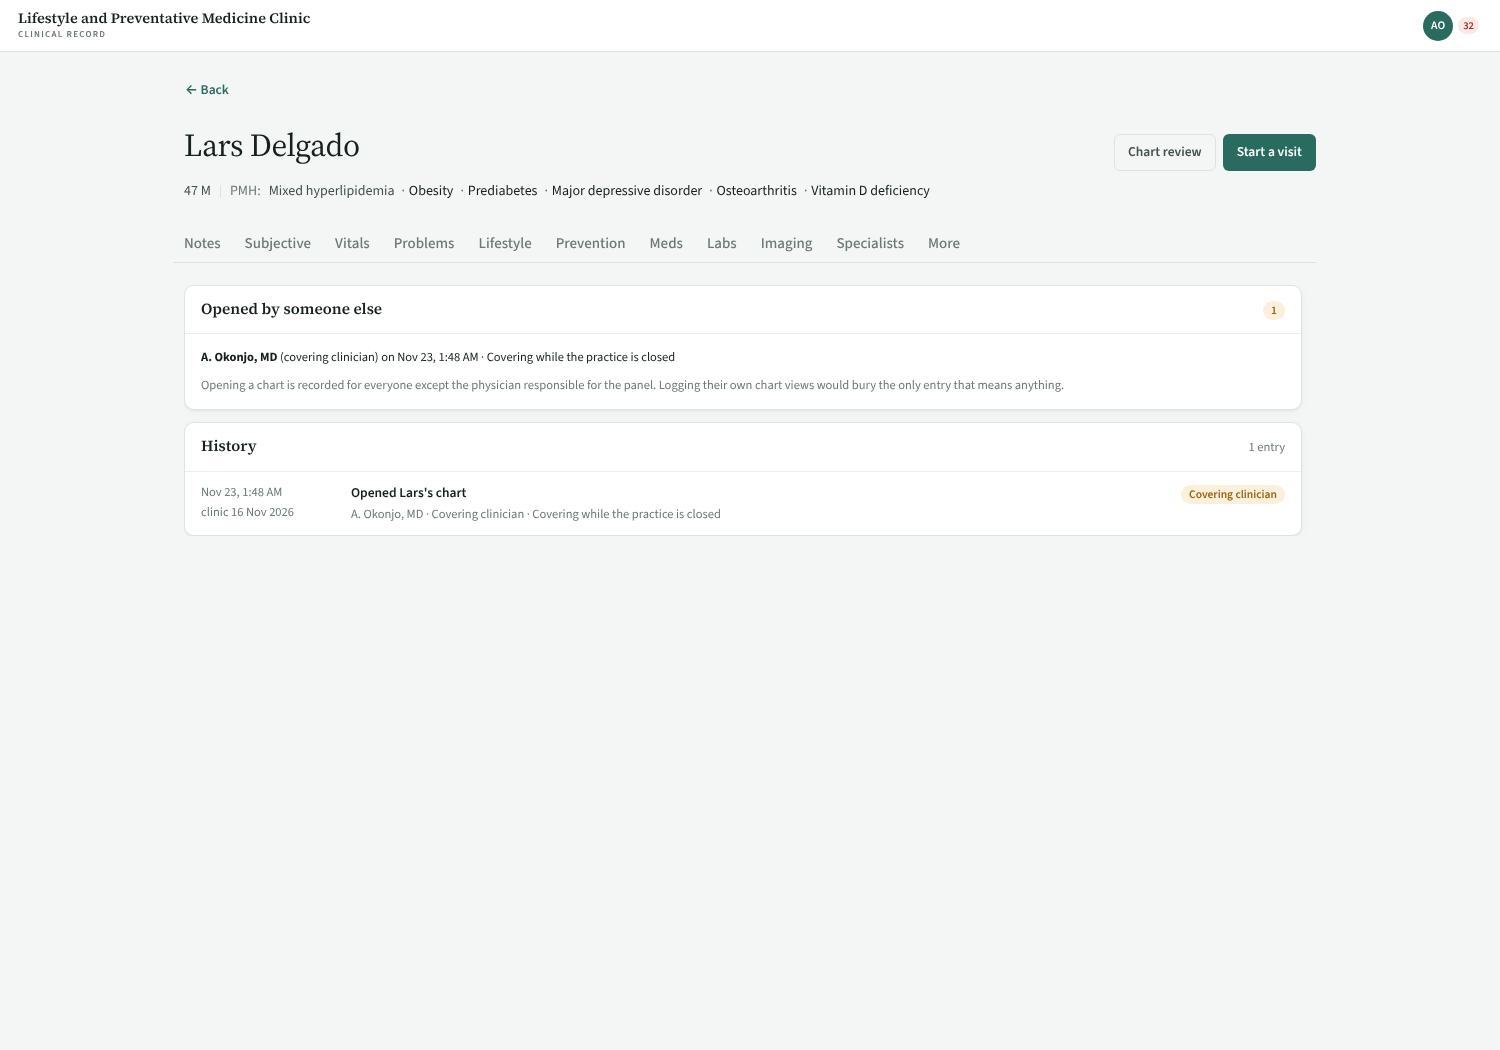 Lifestyle and Preventative Medicine Clinic
CLINICAL RECORD
AO 32
← Back
Lars Delgado
Chart review Start a visit
47 M PMH: Mixed hyperlipidemia · Obesity · Prediabetes · Major depressive disorder · Osteoarthritis · Vitamin D deficiency
Notes Subjective Vitals Problems Lifestyle Prevention Meds Labs Imaging Specialists More
Opened by someone else 1
A. Okonjo, MD (covering clinician) on Nov 23, 1:48 AM · Covering while the practice is closed
Opening a chart is recorded for everyone except the physician responsible for the panel. Logging their own chart views would bury the only entry that means anything.
History 1 entry
Nov 23, 1:48 AM Opened Lars's chart Covering clinician
clinic 16 Nov 2026 A. Okonjo, MD · Covering clinician · Covering while the practice is closed